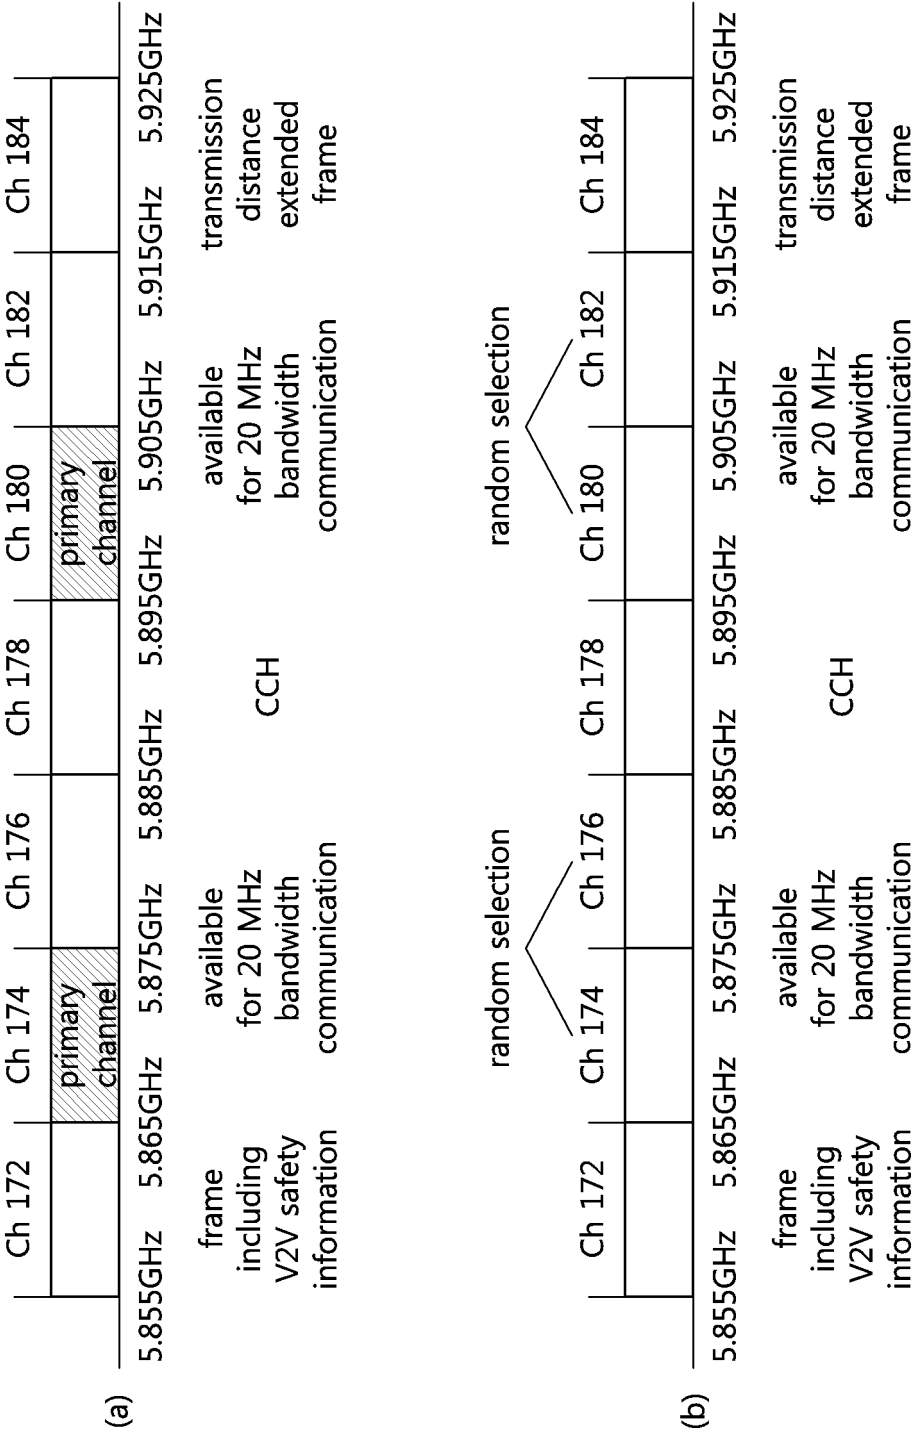 (a)
Ch 172
Ch 174
Ch 176
Ch 178
Ch 180
Ch 182
Ch 184
primary
channel
primary
channel
5.855GHz
5.865GHz
5.875GHz
5.885GHz
5.895GHz
5.905GHz
5.915GHz
5.925GHz
frame
including
V2V safety
information
available
for 20 MHz
bandwidth
communication
CCH
available
for 20 MHz
bandwidth
communication
transmission
distance
extended
frame
(b)
random selection
random selection
Ch 172
Ch 174
Ch 176
Ch 178
Ch 180
Ch 182
Ch 184
5.855GHz
5.865GHz
5.875GHz
5.885GHz
5.895GHz
5.905GHz
5.915GHz
5.925GHz
frame
including
V2V safety
information
available
for 20 MHz
bandwidth
communication
CCH
available
for 20 MHz
bandwidth
communication
transmission
distance
extended
frame